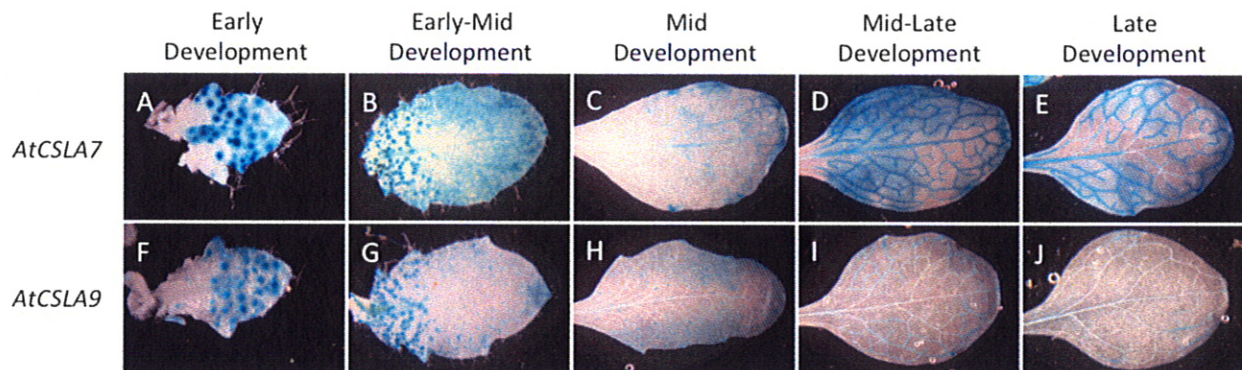 Early
Development
Early-Mid
Development
Mid
Development
Mid-Late
Development
Late
Development
AtCSLA7
A
B
C
D
E
AtCSLA9
F
G
H
I
J